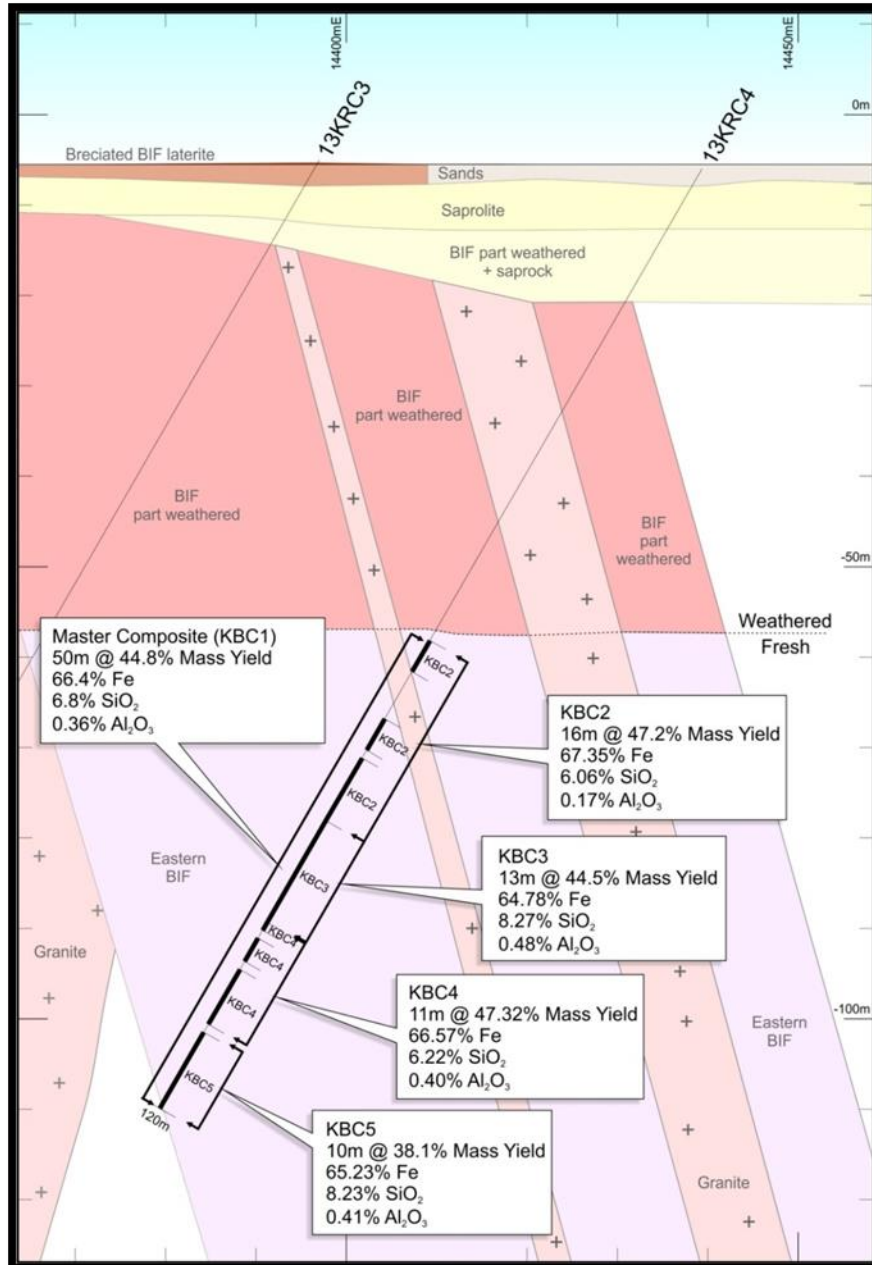 14400mE
14450mE
13KRC3
13KRC4
0m
Breciated BIF laterite
Sands
Saprolite
BIF part weathered
+ saprock
BIF
part weathered
BIF
part weathered
BIF
part
weathered
-50m
Weathered
Fresh
Master Composite (KBC1)
50m @ 44.8% Mass Yield
66.4% Fe
6.8% SiO₂
0.36% Al₂O₃
KBC2
KBC2
KBC2
KBC3
KBC4
KBC4
KBC4
KBC5
120m
KBC2
16m @ 47.2% Mass Yield
67.35% Fe
6.06% SiO₂
0.17% Al₂O₃
KBC3
13m @ 44.5% Mass Yield
64.78% Fe
8.27% SiO₂
0.48% Al₂O₃
Eastern
BIF
Granite
KBC4
11m @ 47.32% Mass Yield
66.57% Fe
6.22% SiO₂
0.40% Al₂O₃
-100m
Eastern
BIF
KBC5
10m @ 38.1% Mass Yield
65.23% Fe
8.23% SiO₂
0.41% Al₂O₃
Granite